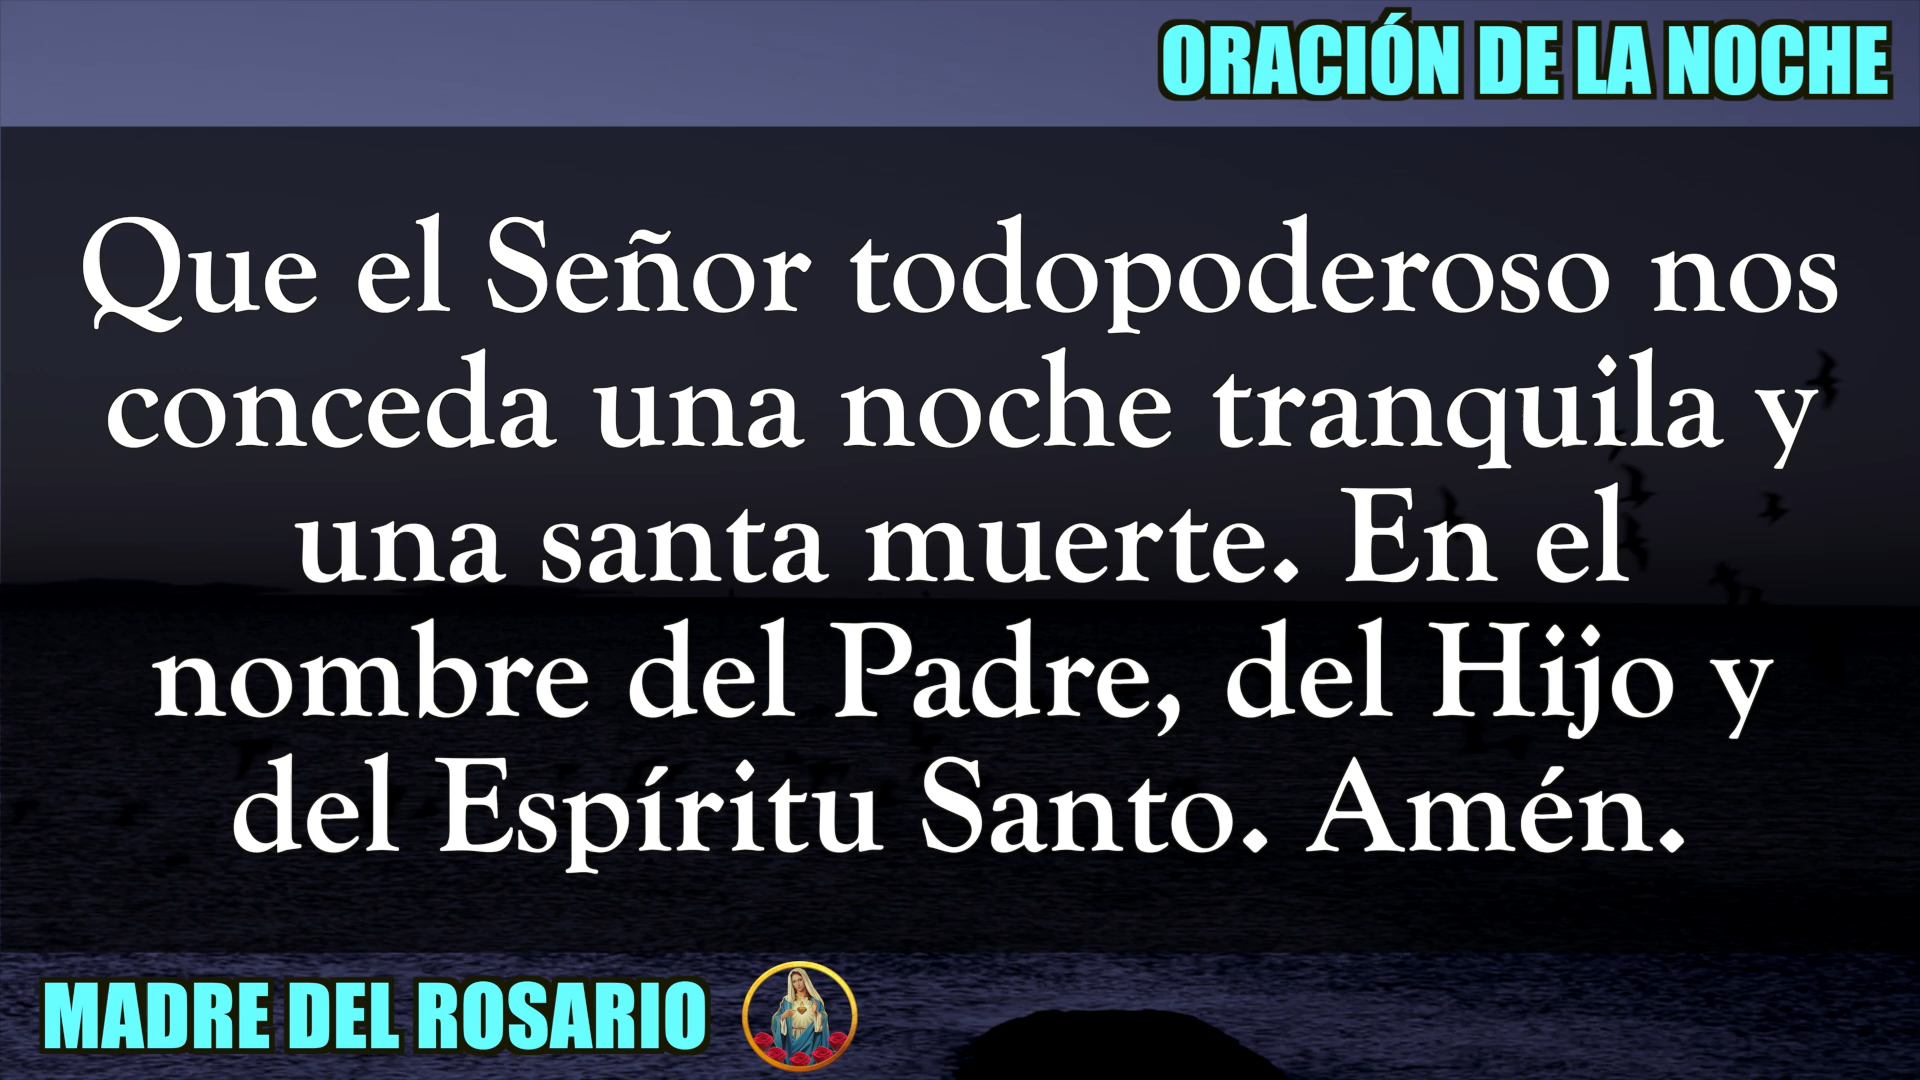 ORACIÓN DE LA NOCHE
Que el Señor todopoderoso nos
conceda una noche tranquila y
una santa muerte. En el
nombre del Padre, del Hijo y
del Espíritu Santo. Amén.
MADRE DEL ROSARIO